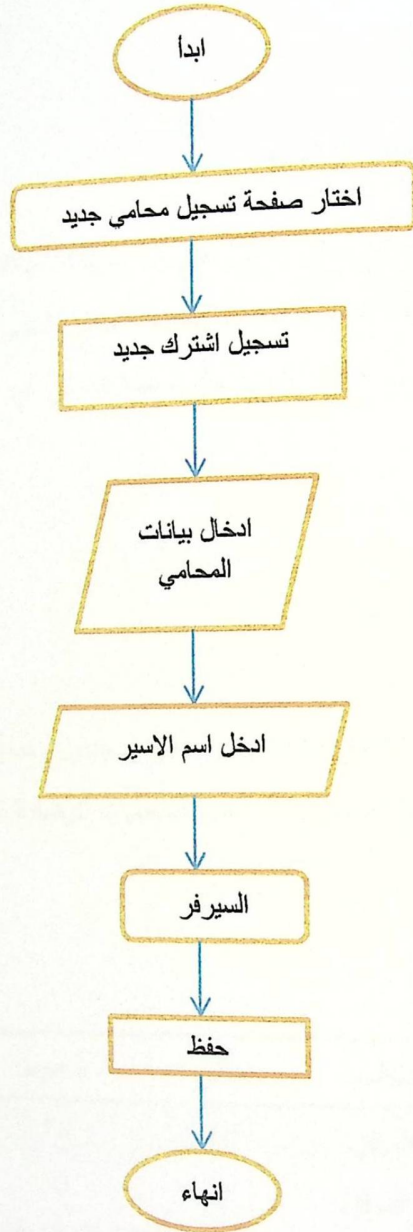 ابدأ
اختار صفحة تسجيل محامي جديد
تسجيل اشترك جديد
ادخال بيانات
المحامي
ادخل اسم الاسير
السيرفر
حفظ
انهاء